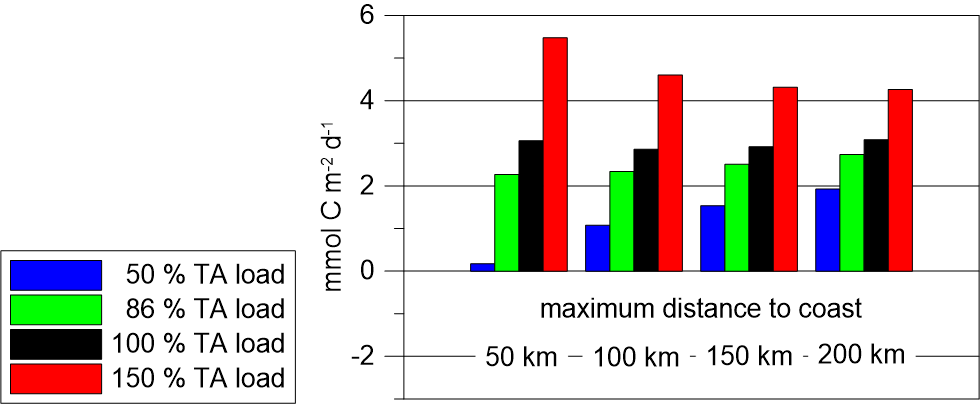 6
4
2
0
-2
mmol C m⁻² d⁻¹
maximum distance to coast
50 km
100 km
150 km
200 km
50 % TA load
86 % TA load
100 % TA load
150 % TA load